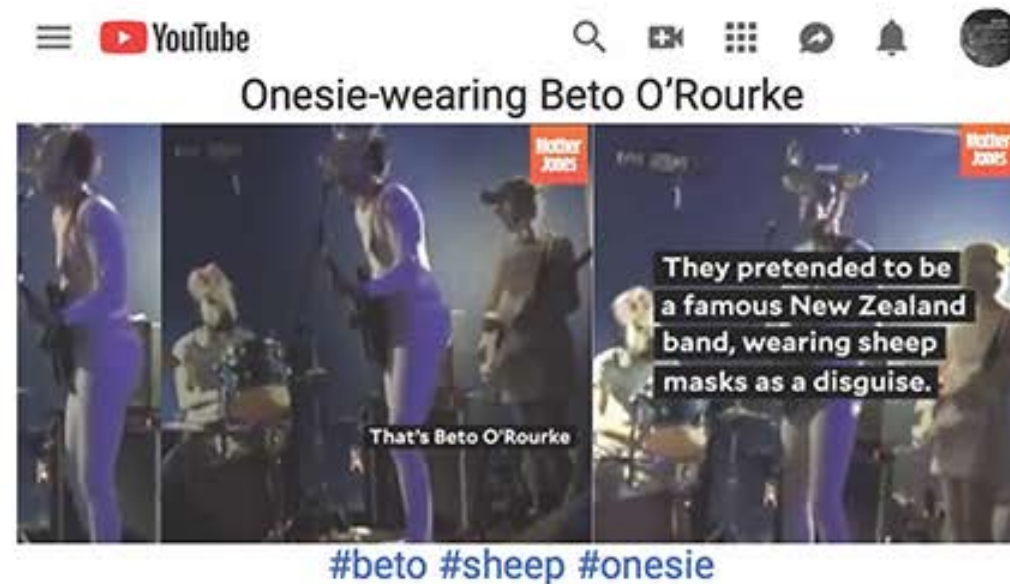 YouTube
Onesie-wearing Beto O'Rourke
Mother
Jones
That's Beto O'Rourke
Mother
Jones
They pretended to be
a famous New Zealand
band, wearing sheep
masks as a disguise.
#beto #sheep #onesie